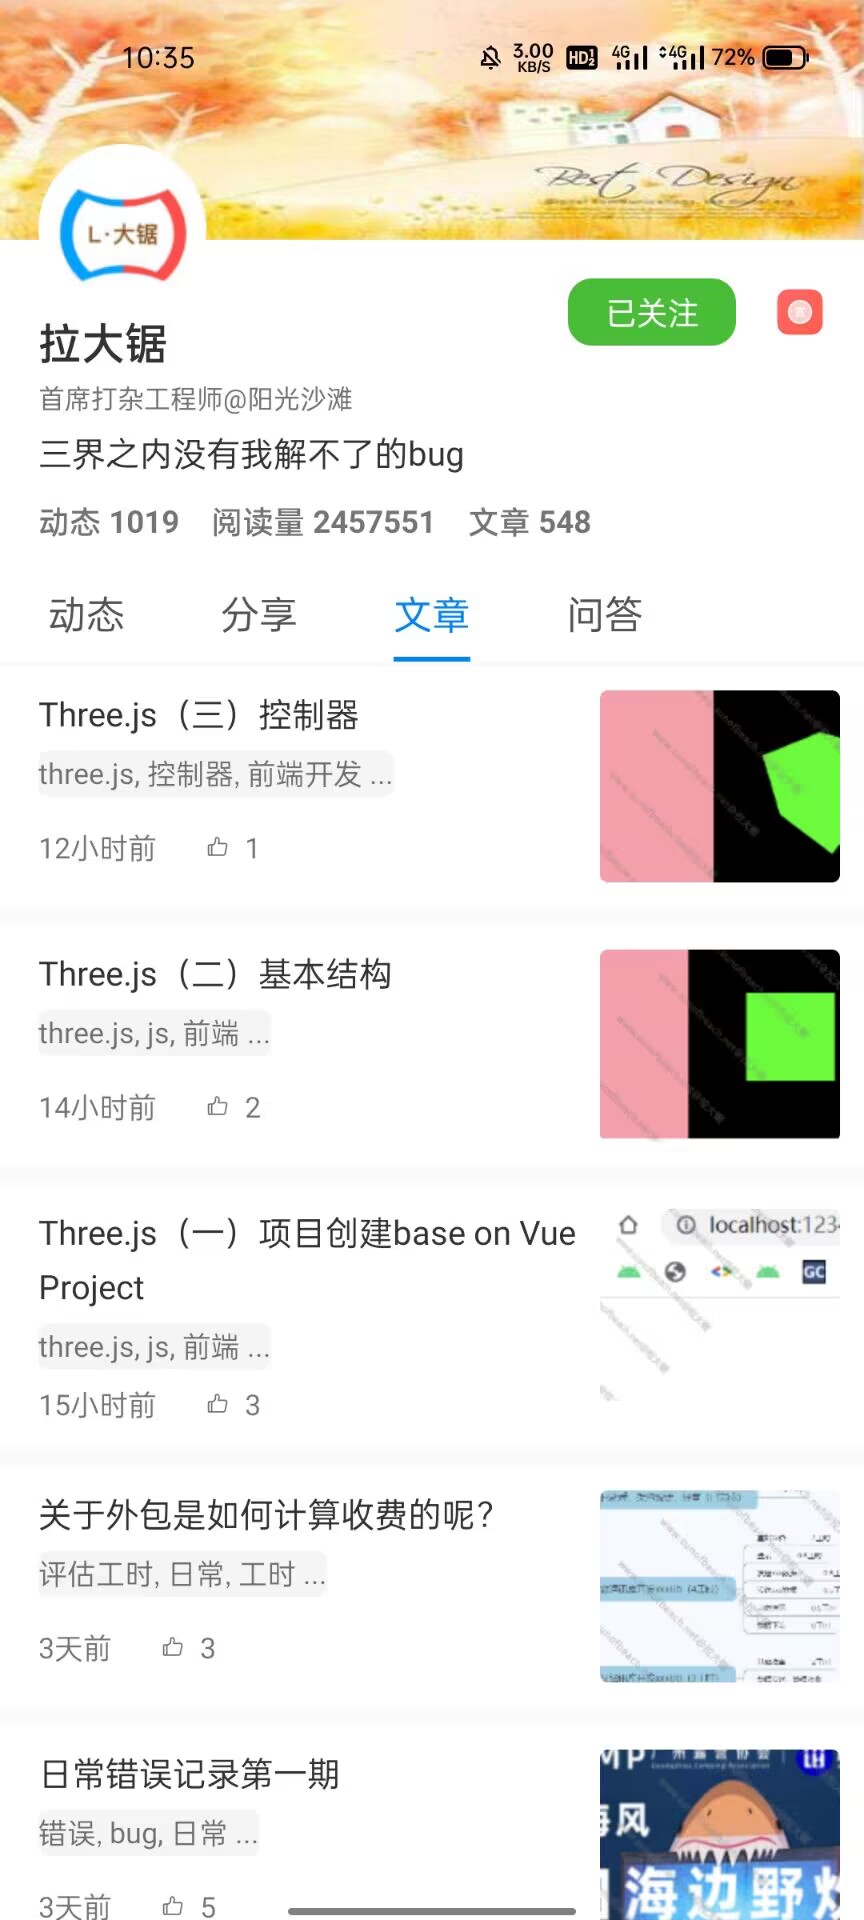 10:35
3.00 KB/S HD 4G 4G 72%
Best Design
L·大锯
已关注
拉大锯
首席打杂工程师@阳光沙滩
三界之内没有我解不了的bug
动态 1019 阅读量 2457551 文章 548
动态 分享 文章 问答
Three.js（三）控制器
three.js, 控制器, 前端开发 ...
12小时前 1
Three.js（二）基本结构
three.js, js, 前端 ...
14小时前 2
Three.js（一）项目创建base on Vue
Project
localhost:123
GC
three.js, js, 前端 ...
15小时前 3
关于外包是如何计算收费的呢？
评估工时, 日常, 工时 ...
3天前 3
日常错误记录第一期
错误, bug, 日常 ...
3天前 5
海风
海边野炊